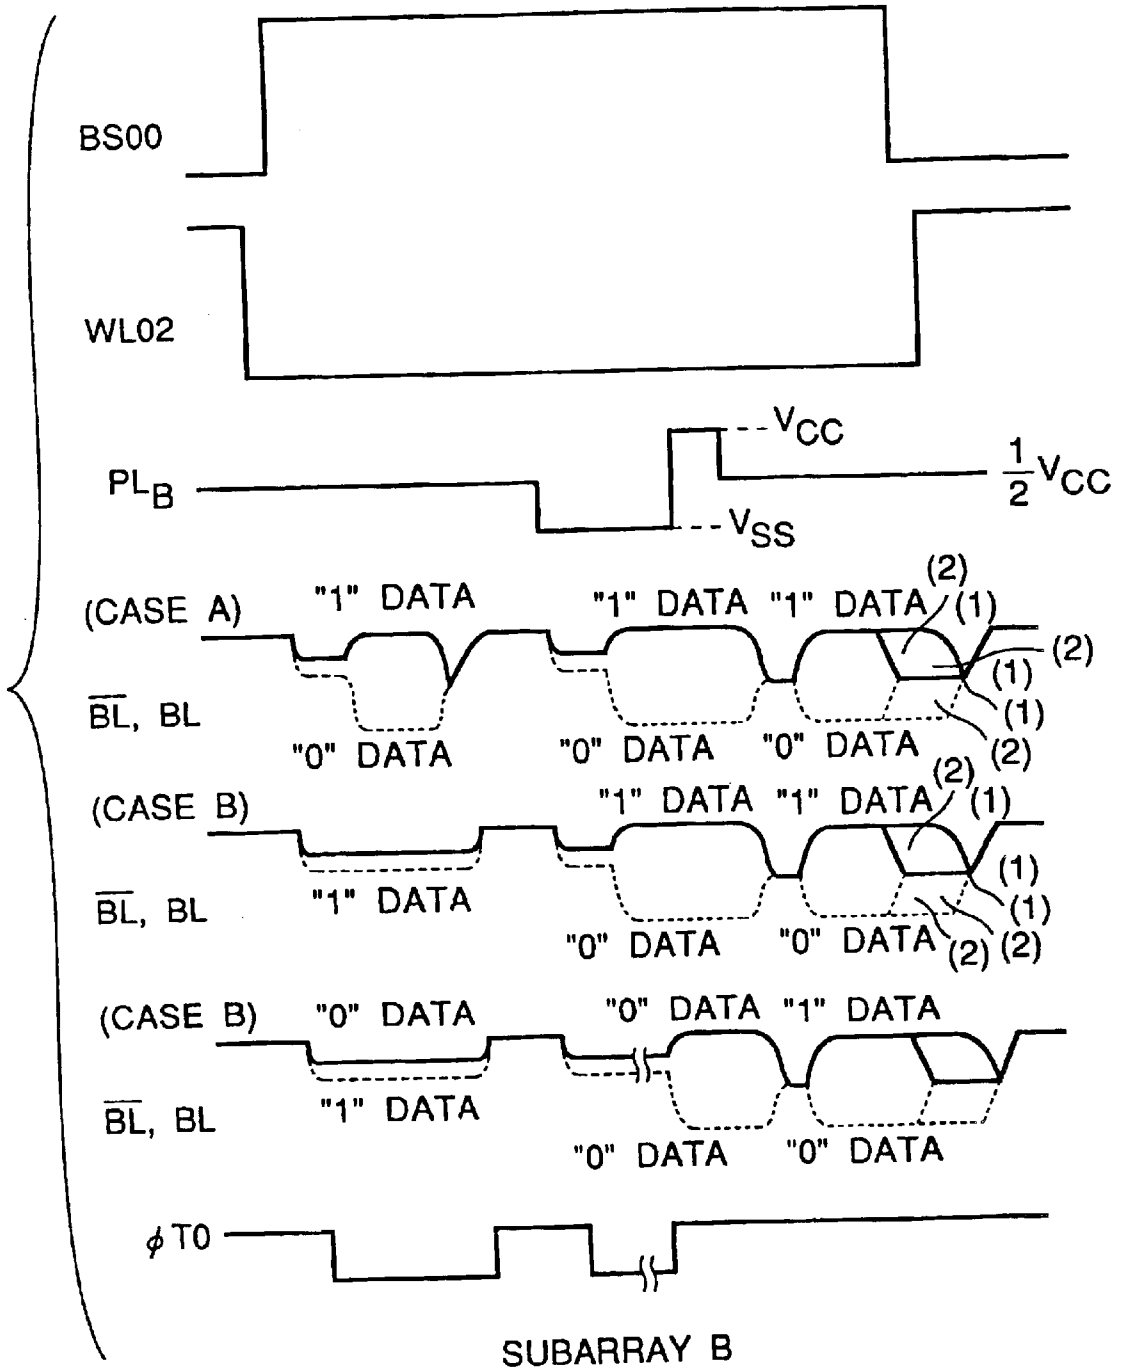 BS00
WL02
VCC
PLB
1/2 VCC
VSS
(2)
(CASE A) "1" DATA "1" DATA "1" DATA (1)
(2)
(1)
B̅L̅, BL (1)
"0" DATA "0" DATA "0" DATA (2)
(2)
(CASE B) "1" DATA "1" DATA (1)
(1)
B̅L̅, BL "1" DATA (1)
"0" DATA "0" DATA (2) (2)
(CASE B) "0" DATA "0" DATA "1" DATA
B̅L̅, BL "1" DATA
"0" DATA "0" DATA
φT0
SUBARRAY B